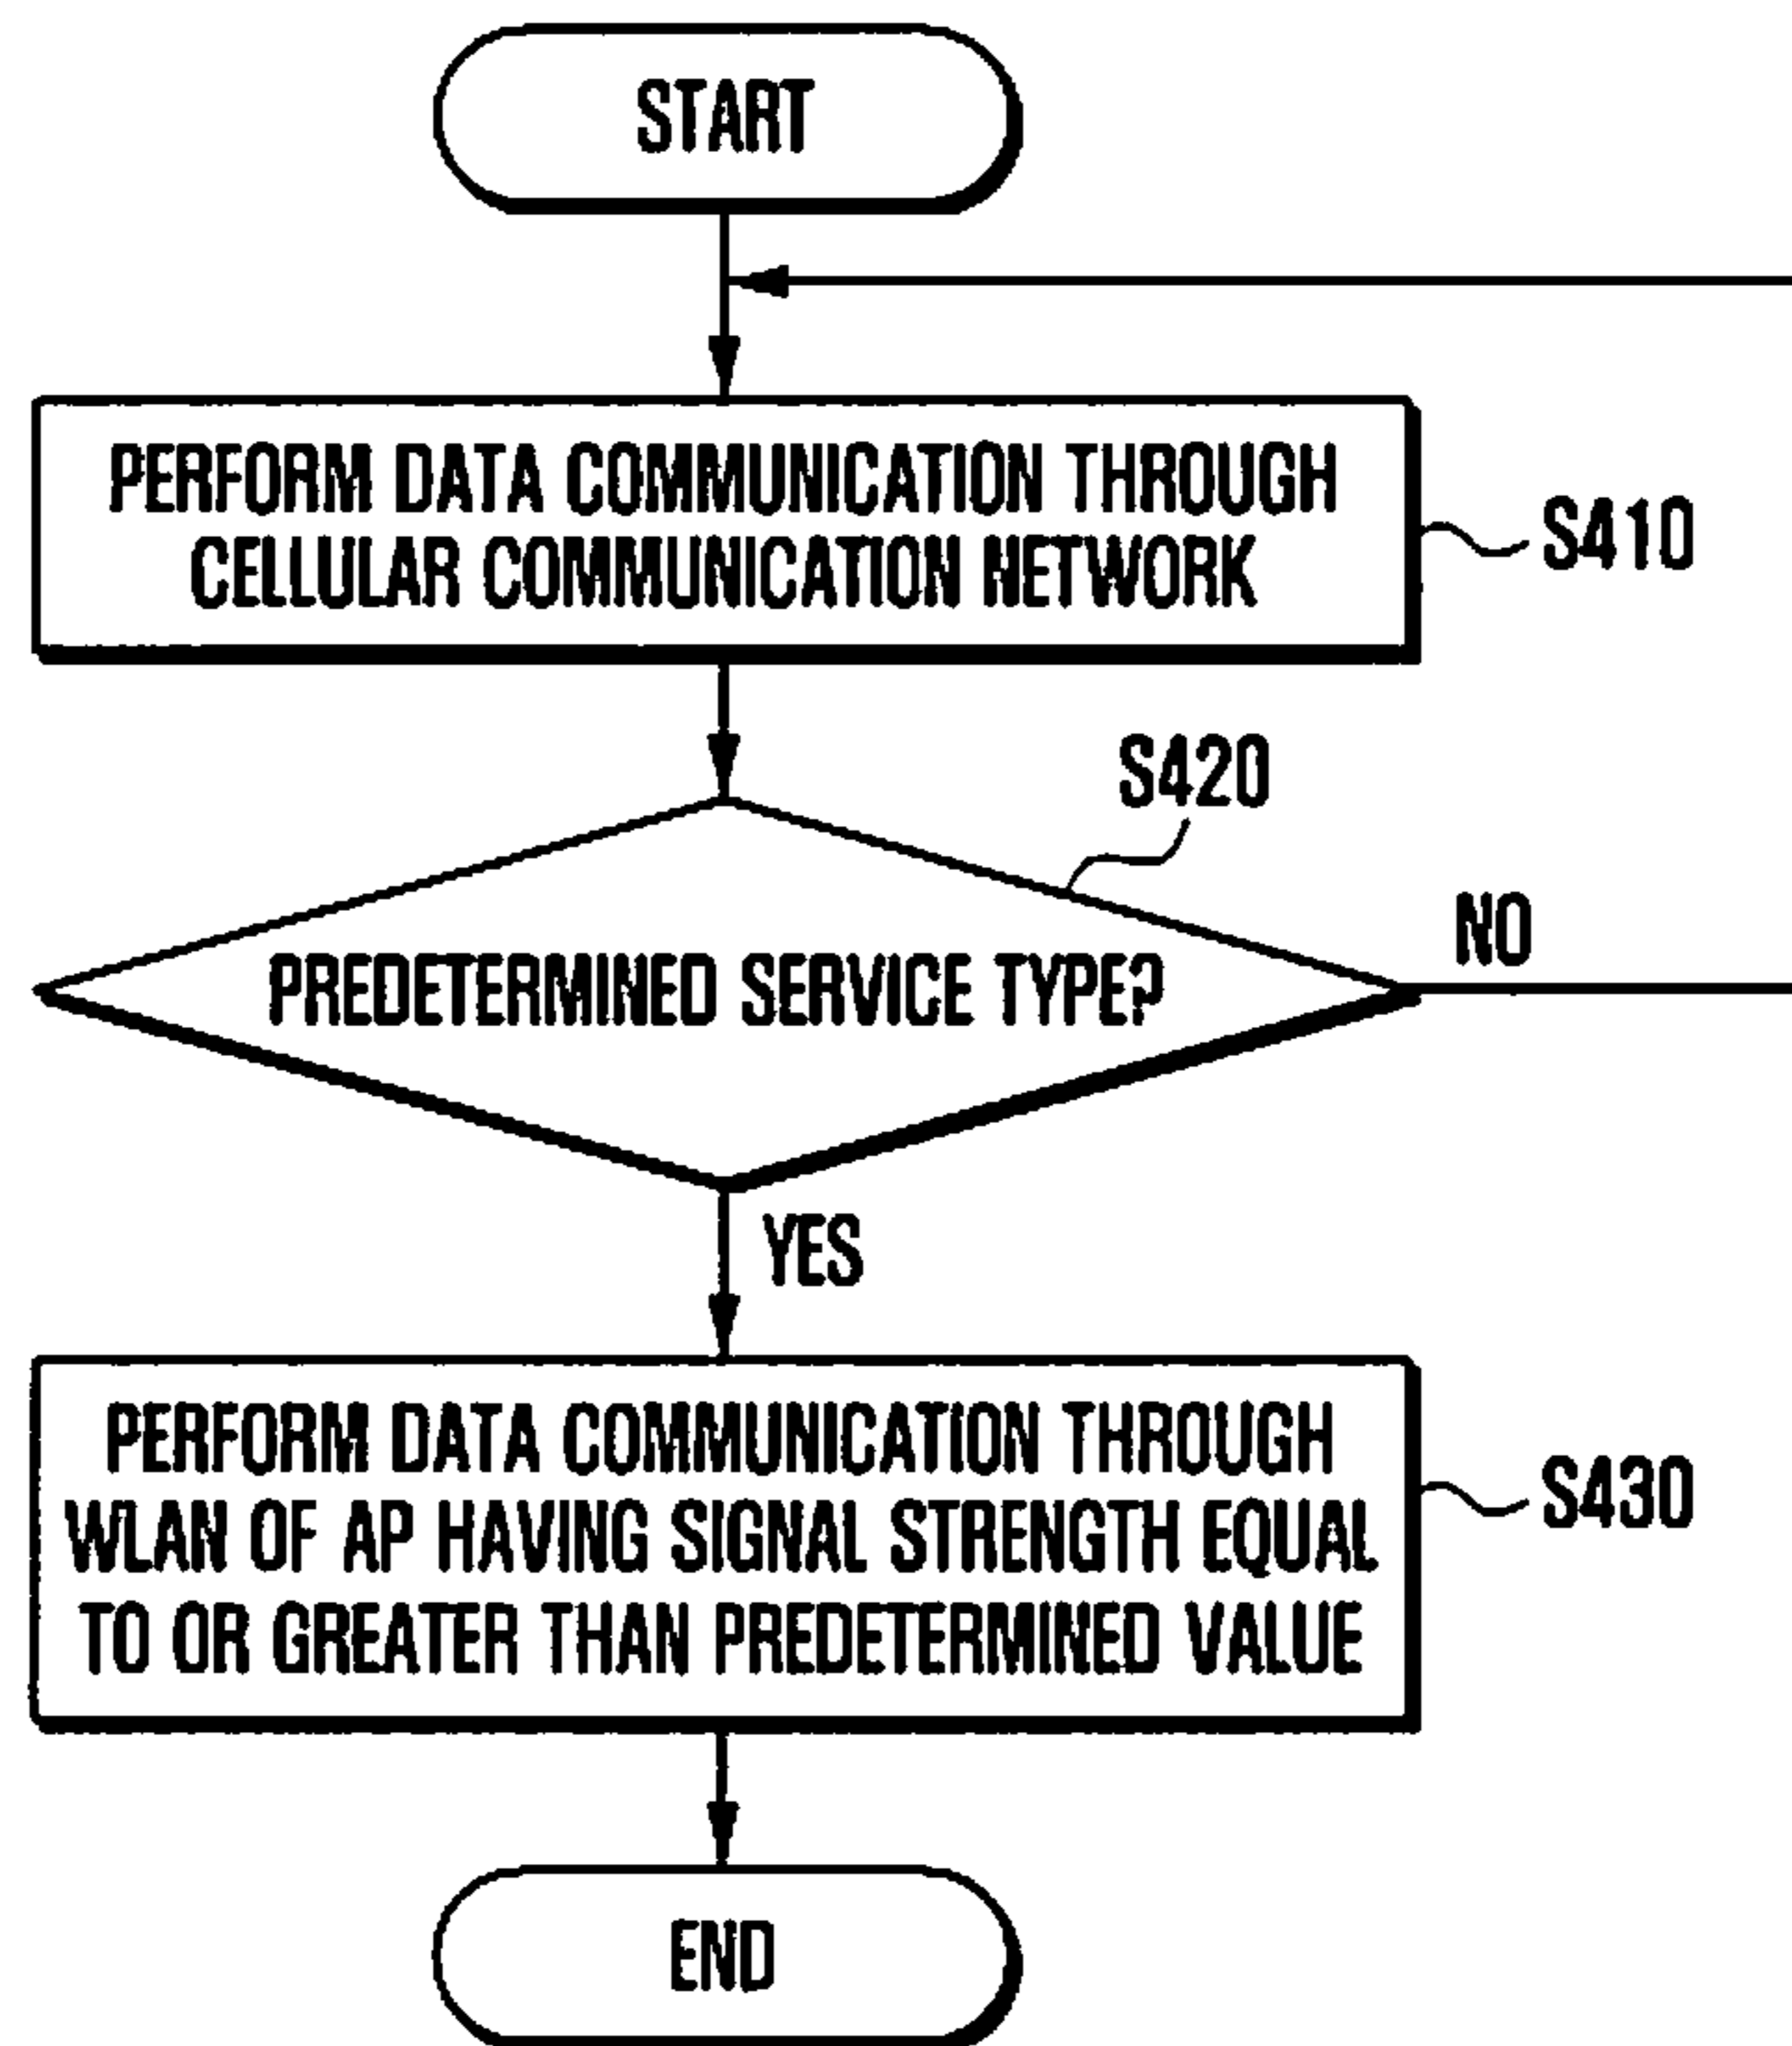 START
PERFORM DATA COMMUNICATION THROUGH
CELLULAR COMMUNICATION NETWORK
S410
S420
PREDETERMINED SERVICE TYPE?
NO
YES
PERFORM DATA COMMUNICATION THROUGH
WLAN OF AP HAVING SIGNAL STRENGTH EQUAL
TO OR GREATER THAN PREDETERMINED VALUE
S430
END